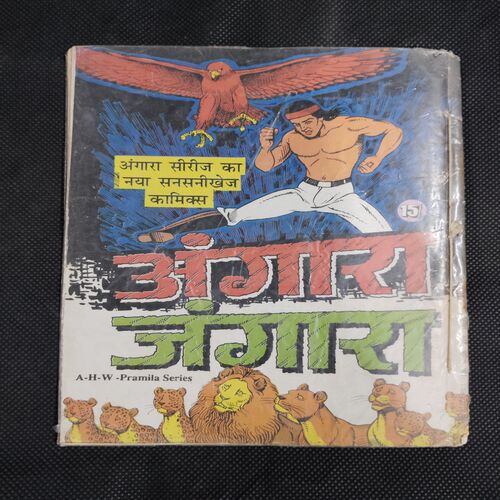 अंगारा सीरीज का
नया सनसनीखेज
कामिक्स
15
अंगारा
जंगारा
A-H-W -Pramila Series